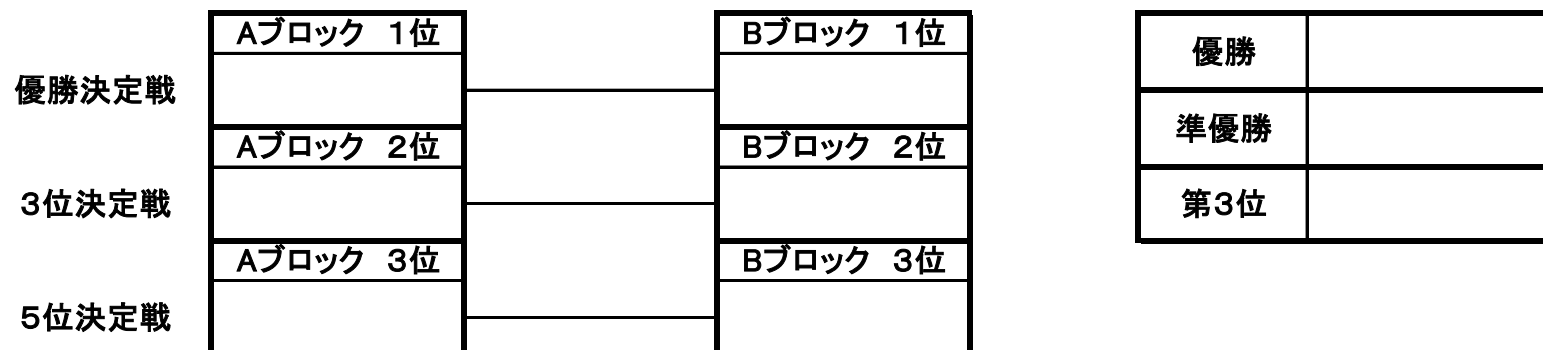 Aブロック　1位
Bブロック　1位
優勝決定戦
Aブロック　2位
Bブロック　2位
3位決定戦
Aブロック　3位
Bブロック　3位
5位決定戦
優勝
準優勝
第3位